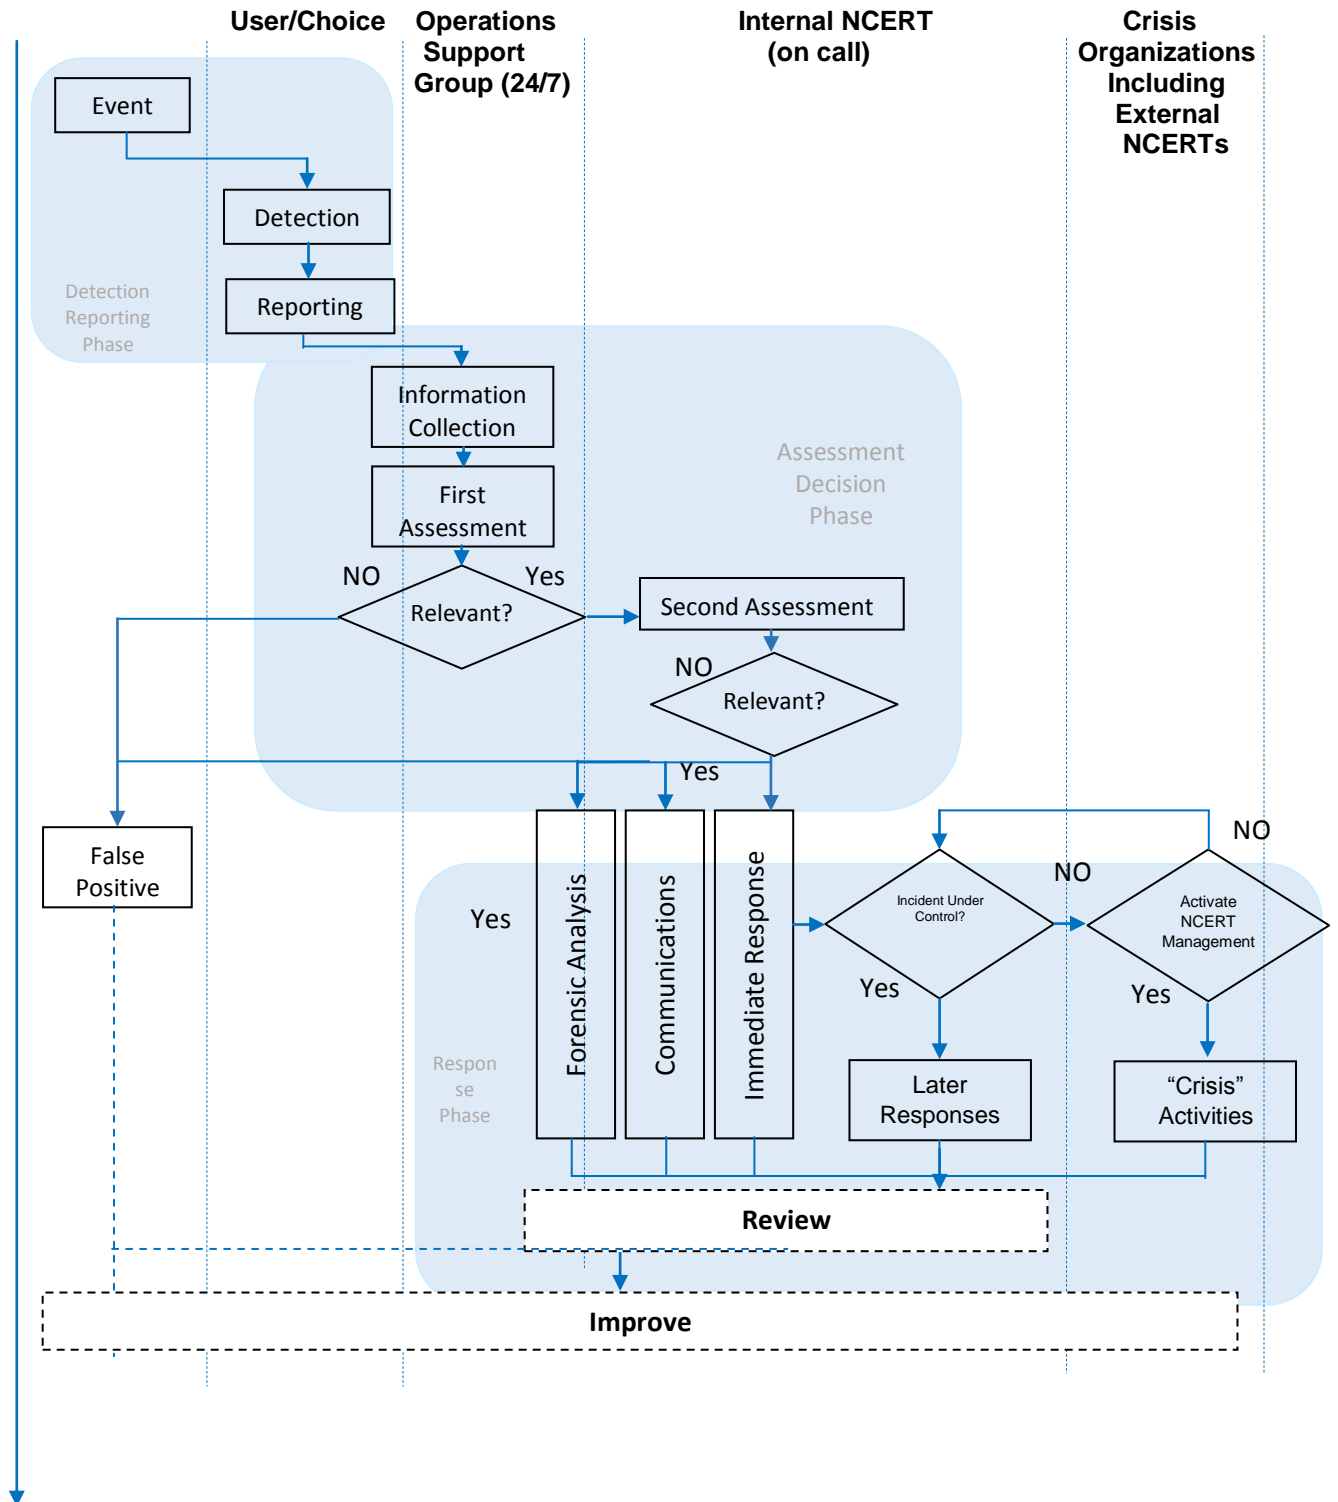 User/Choice
Operations
Support
Group (24/7)
Internal NCERT
(on call)
Crisis
Organizations
Including
External
NCERTs
Event
Detection
Reporting
Detection
Reporting
Phase
Information
Collection
First
Assessment
Assessment
Decision
Phase
NO
Yes
Relevant?
Second Assessment
NO
Relevant?
Yes
False
Positive
Yes
Forensic Analysis
Communications
Immediate Response
Incident Under
Control?
NO
NO
Activate
NCERT
Management
Yes
Yes
Respon
se
Phase
Later
Responses
“Crisis”
Activities
Review
Improve